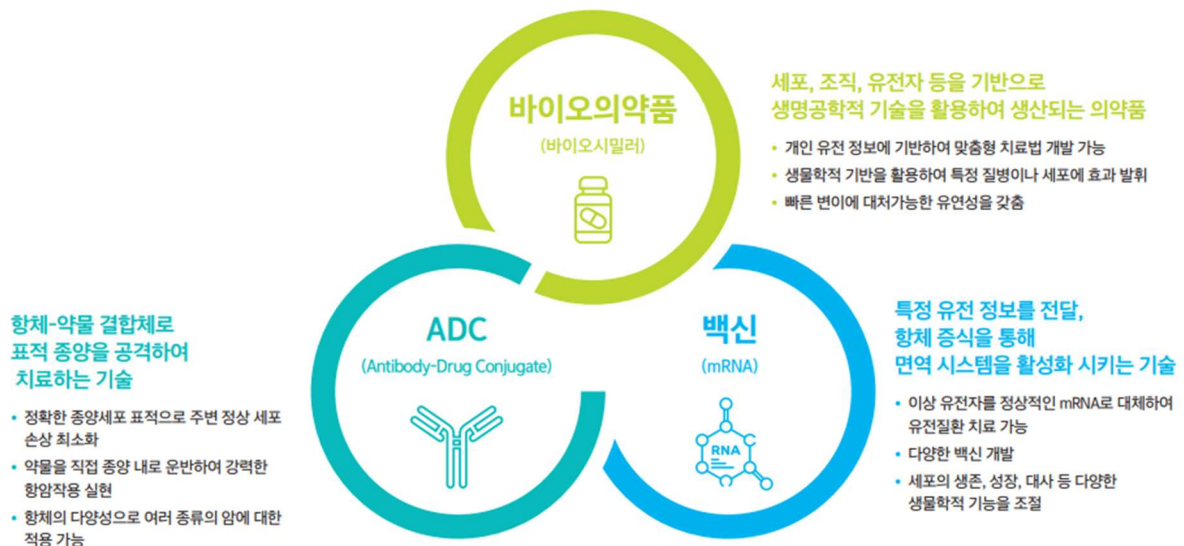 바이오의약품
(바이오시밀러)
세포, 조직, 유전자 등을 기반으로
생명공학적 기술을 활용하여 생산되는 의약품
• 개인 유전 정보에 기반하여 맞춤형 치료법 개발 가능
• 생물학적 기반을 활용하여 특정 질병이나 세포에 효과 발휘
• 빠른 변이에 대처가능한 유연성을 갖춤
항체-약물 결합체로
표적 종양을 공격하여
치료하는 기술
• 정확한 종양세포 표적으로 주변 정상 세포
손상 최소화
• 약물을 직접 종양 내로 운반하여 강력한
항암작용 실현
• 항체의 다양성으로 여러 종류의 암에 대한
적용 가능
ADC
(Antibody-Drug Conjugate)
백신
(mRNA)
RNA
특정 유전 정보를 전달,
항체 증식을 통해
면역 시스템을 활성화 시키는 기술
• 이상 유전자를 정상적인 mRNA로 대체하여
유전질환 치료 가능
• 다양한 백신 개발
• 세포의 생존, 성장, 대사 등 다양한
생물학적 기능을 조절